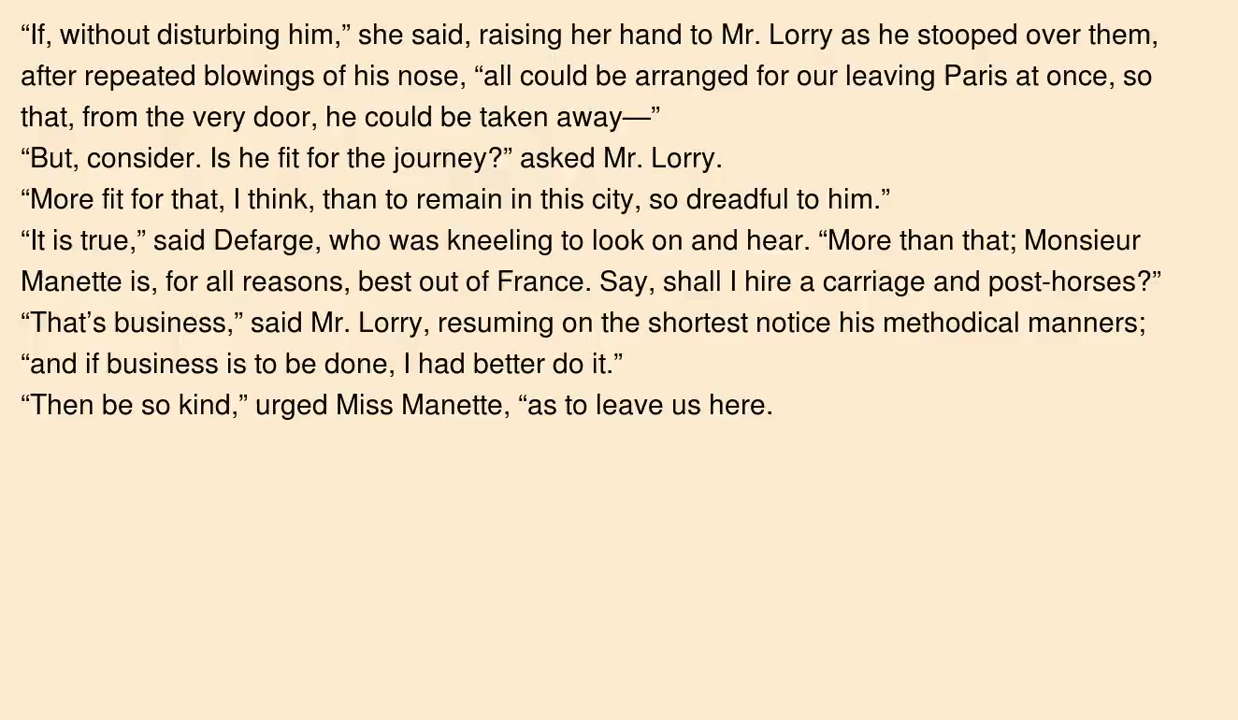 “If, without disturbing him,” she said, raising her hand to Mr. Lorry as he stooped over them,
after repeated blowings of his nose, “all could be arranged for our leaving Paris at once, so
that, from the very door, he could be taken away—”
“But, consider. Is he fit for the journey?” asked Mr. Lorry.
“More fit for that, I think, than to remain in this city, so dreadful to him.”
“It is true,” said Defarge, who was kneeling to look on and hear. “More than that; Monsieur
Manette is, for all reasons, best out of France. Say, shall I hire a carriage and post-horses?”
“That’s business,” said Mr. Lorry, resuming on the shortest notice his methodical manners;
“and if business is to be done, I had better do it.”
“Then be so kind,” urged Miss Manette, “as to leave us here.